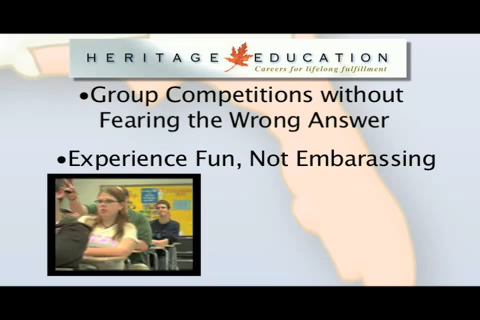 HERITAGE EDUCATION
Careers for lifelong fulfillment
•Group Competitions without
Fearing the Wrong Answer
•Experience Fun, Not Embarassing